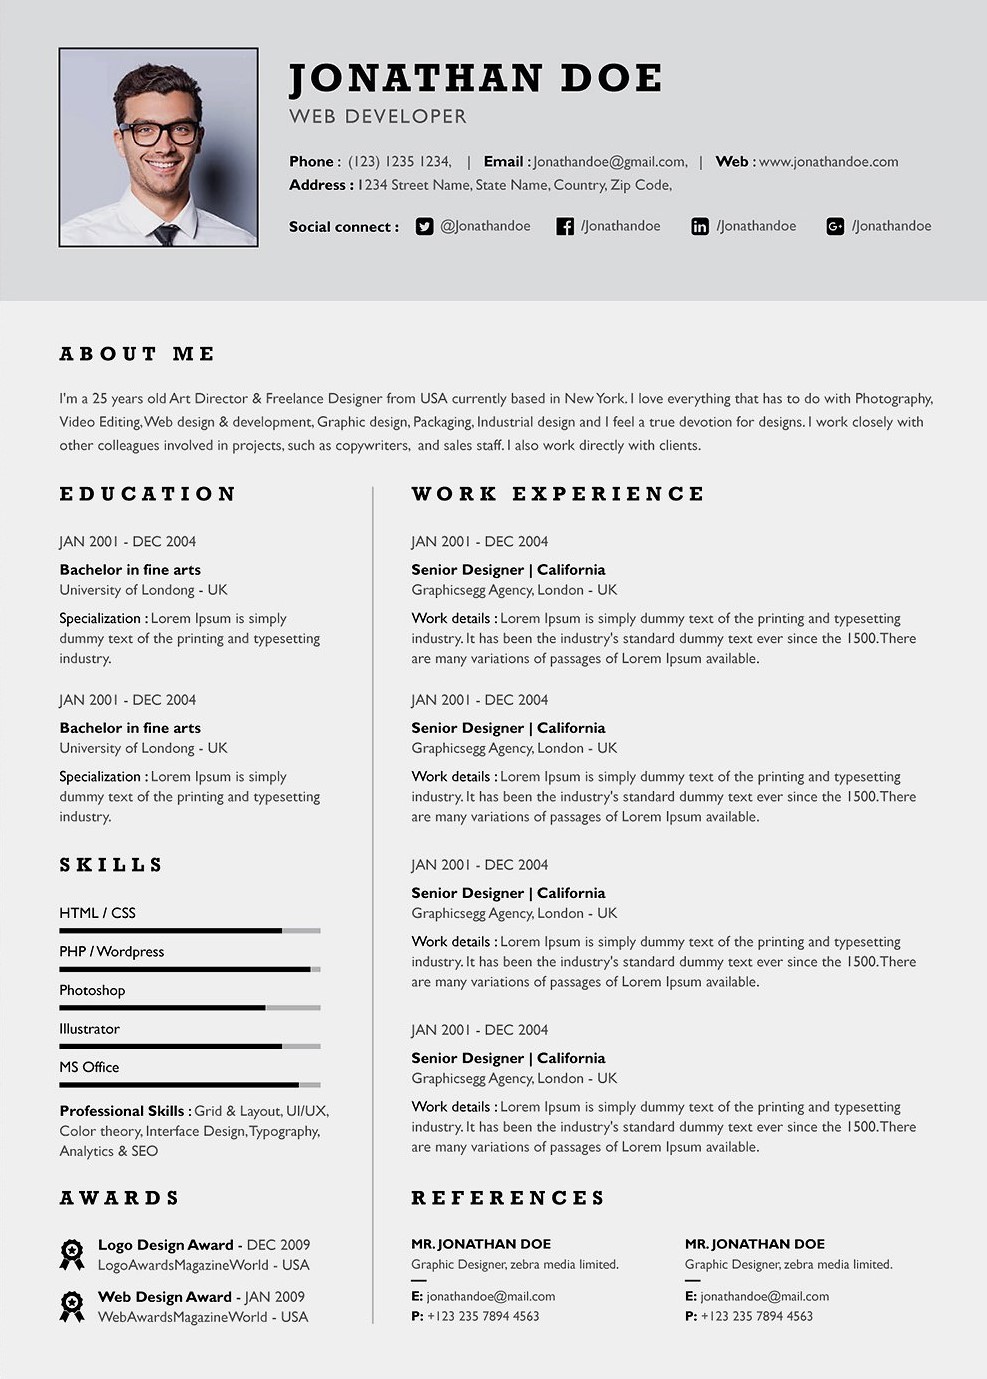 JONATHAN DOE
WEB DEVELOPER
Phone : (123) 1235 1234, | Email : Jonathandoe@gmail.com, | Web : www.jonathandoe.com
Address : 1234 Street Name, State Name, Country, Zip Code,
Social connect : @Jonathandoe /Jonathandoe /Jonathandoe /Jonathandoe
ABOUT ME
I'm a 25 years old Art Director & Freelance Designer from USA currently based in New York. I love everything that has to do with Photography,
Video Editing, Web design & development, Graphic design, Packaging, Industrial design and I feel a true devotion for designs. I work closely with
other colleagues involved in projects, such as copywriters, and sales staff. I also work directly with clients.
EDUCATION
JAN 2001 - DEC 2004
Bachelor in fine arts
University of Londong - UK
Specialization : Lorem Ipsum is simply
dummy text of the printing and typesetting
industry.
JAN 2001 - DEC 2004
Bachelor in fine arts
University of Londong - UK
Specialization : Lorem Ipsum is simply
dummy text of the printing and typesetting
industry.
SKILLS
HTML / CSS
PHP / Wordpress
Photoshop
Illustrator
MS Office
Professional Skills : Grid & Layout, UI/UX,
Color theory, Interface Design, Typography,
Analytics & SEO
AWARDS
Logo Design Award - DEC 2009
LogoAwardsMagazineWorld - USA
Web Design Award - JAN 2009
WebAwardsMagazineWorld - USA
WORK EXPERIENCE
JAN 2001 - DEC 2004
Senior Designer | California
Graphicsegg Agency, London - UK
Work details : Lorem Ipsum is simply dummy text of the printing and typesetting
industry. It has been the industry's standard dummy text ever since the 1500. There
are many variations of passages of Lorem Ipsum available.
JAN 2001 - DEC 2004
Senior Designer | California
Graphicsegg Agency, London - UK
Work details : Lorem Ipsum is simply dummy text of the printing and typesetting
industry. It has been the industry's standard dummy text ever since the 1500. There
are many variations of passages of Lorem Ipsum available.
JAN 2001 - DEC 2004
Senior Designer | California
Graphicsegg Agency, London - UK
Work details : Lorem Ipsum is simply dummy text of the printing and typesetting
industry. It has been the industry's standard dummy text ever since the 1500. There
are many variations of passages of Lorem Ipsum available.
JAN 2001 - DEC 2004
Senior Designer | California
Graphicsegg Agency, London - UK
Work details : Lorem Ipsum is simply dummy text of the printing and typesetting
industry. It has been the industry's standard dummy text ever since the 1500. There
are many variations of passages of Lorem Ipsum available.
REFERENCES
MR. JONATHAN DOE
Graphic Designer, zebra media limited.
E: jonathandoe@mail.com
P: +123 235 7894 4563
MR. JONATHAN DOE
Graphic Designer, zebra media limited.
E: jonathandoe@mail.com
P: +123 235 7894 4563